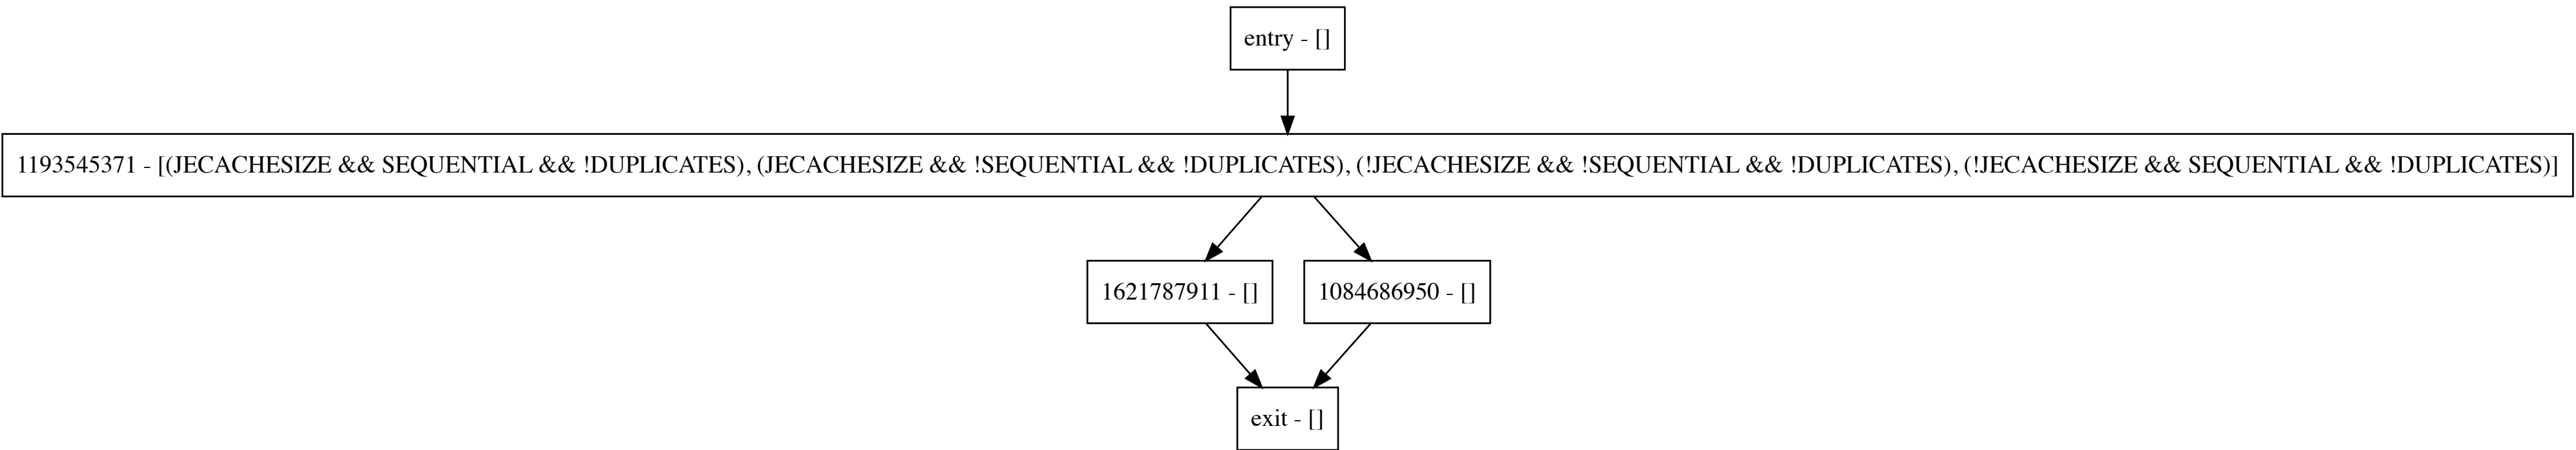 entry - []
1193545371 - [(JECACHESIZE && SEQUENTIAL && !DUPLICATES), (JECACHESIZE && !SEQUENTIAL && !DUPLICATES), (!JECACHESIZE && !SEQUENTIAL && !DUPLICATES), (!JECACHESIZE && SEQUENTIAL && !DUPLICATES)]
1621787911 - []
1084686950 - []
exit - []